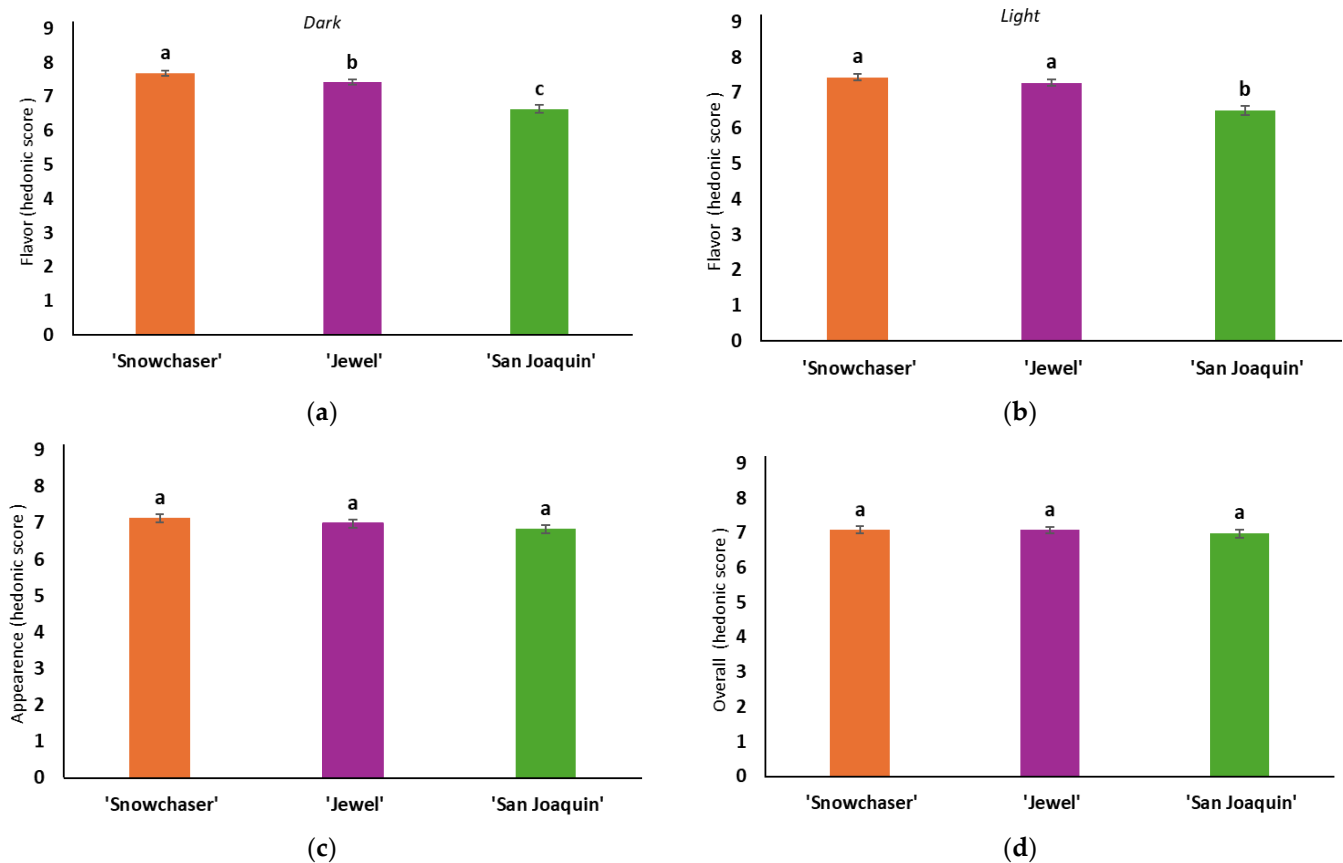 Dark
Flavor (hedonic score )
9
8
7
6
5
4
3
2
1
0
a
b
c
'Snowchaser'
'Jewel'
'San Joaquin'
(a)
Light
Flavor (hedonic score )
9
8
7
6
5
4
3
2
1
0
a
a
b
'Snowchaser'
'Jewel'
'San Joaquin'
(b)
Appearence (hedonic score )
9
8
7
6
5
4
3
2
1
0
a
a
a
'Snowchaser'
'Jewel'
'San Joaquin'
(c)
Overall (hedonic score )
9
8
7
6
5
4
3
2
1
0
a
a
a
'Snowchaser'
'Jewel'
'San Joaquin'
(d)